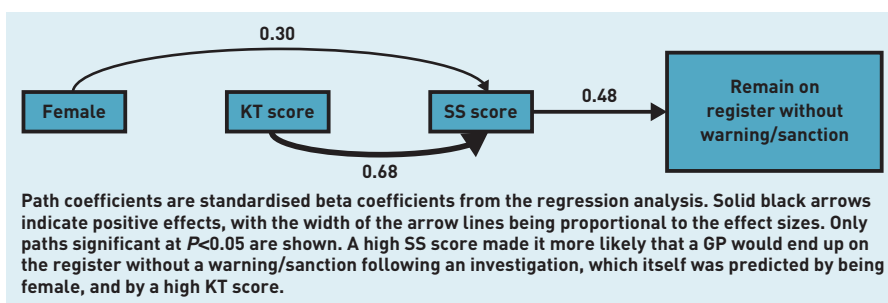 0.30
Female
KT score
SS score
0.48
Remain on
register without
warning/sanction
0.68
Path coefficients are standardised beta coefficients from the regression analysis. Solid black arrows
indicate positive effects, with the width of the arrow lines being proportional to the effect sizes. Only
paths significant at P<0.05 are shown. A high SS score made it more likely that a GP would end up on
the register without a warning/sanction following an investigation, which itself was predicted by being
female, and by a high KT score.